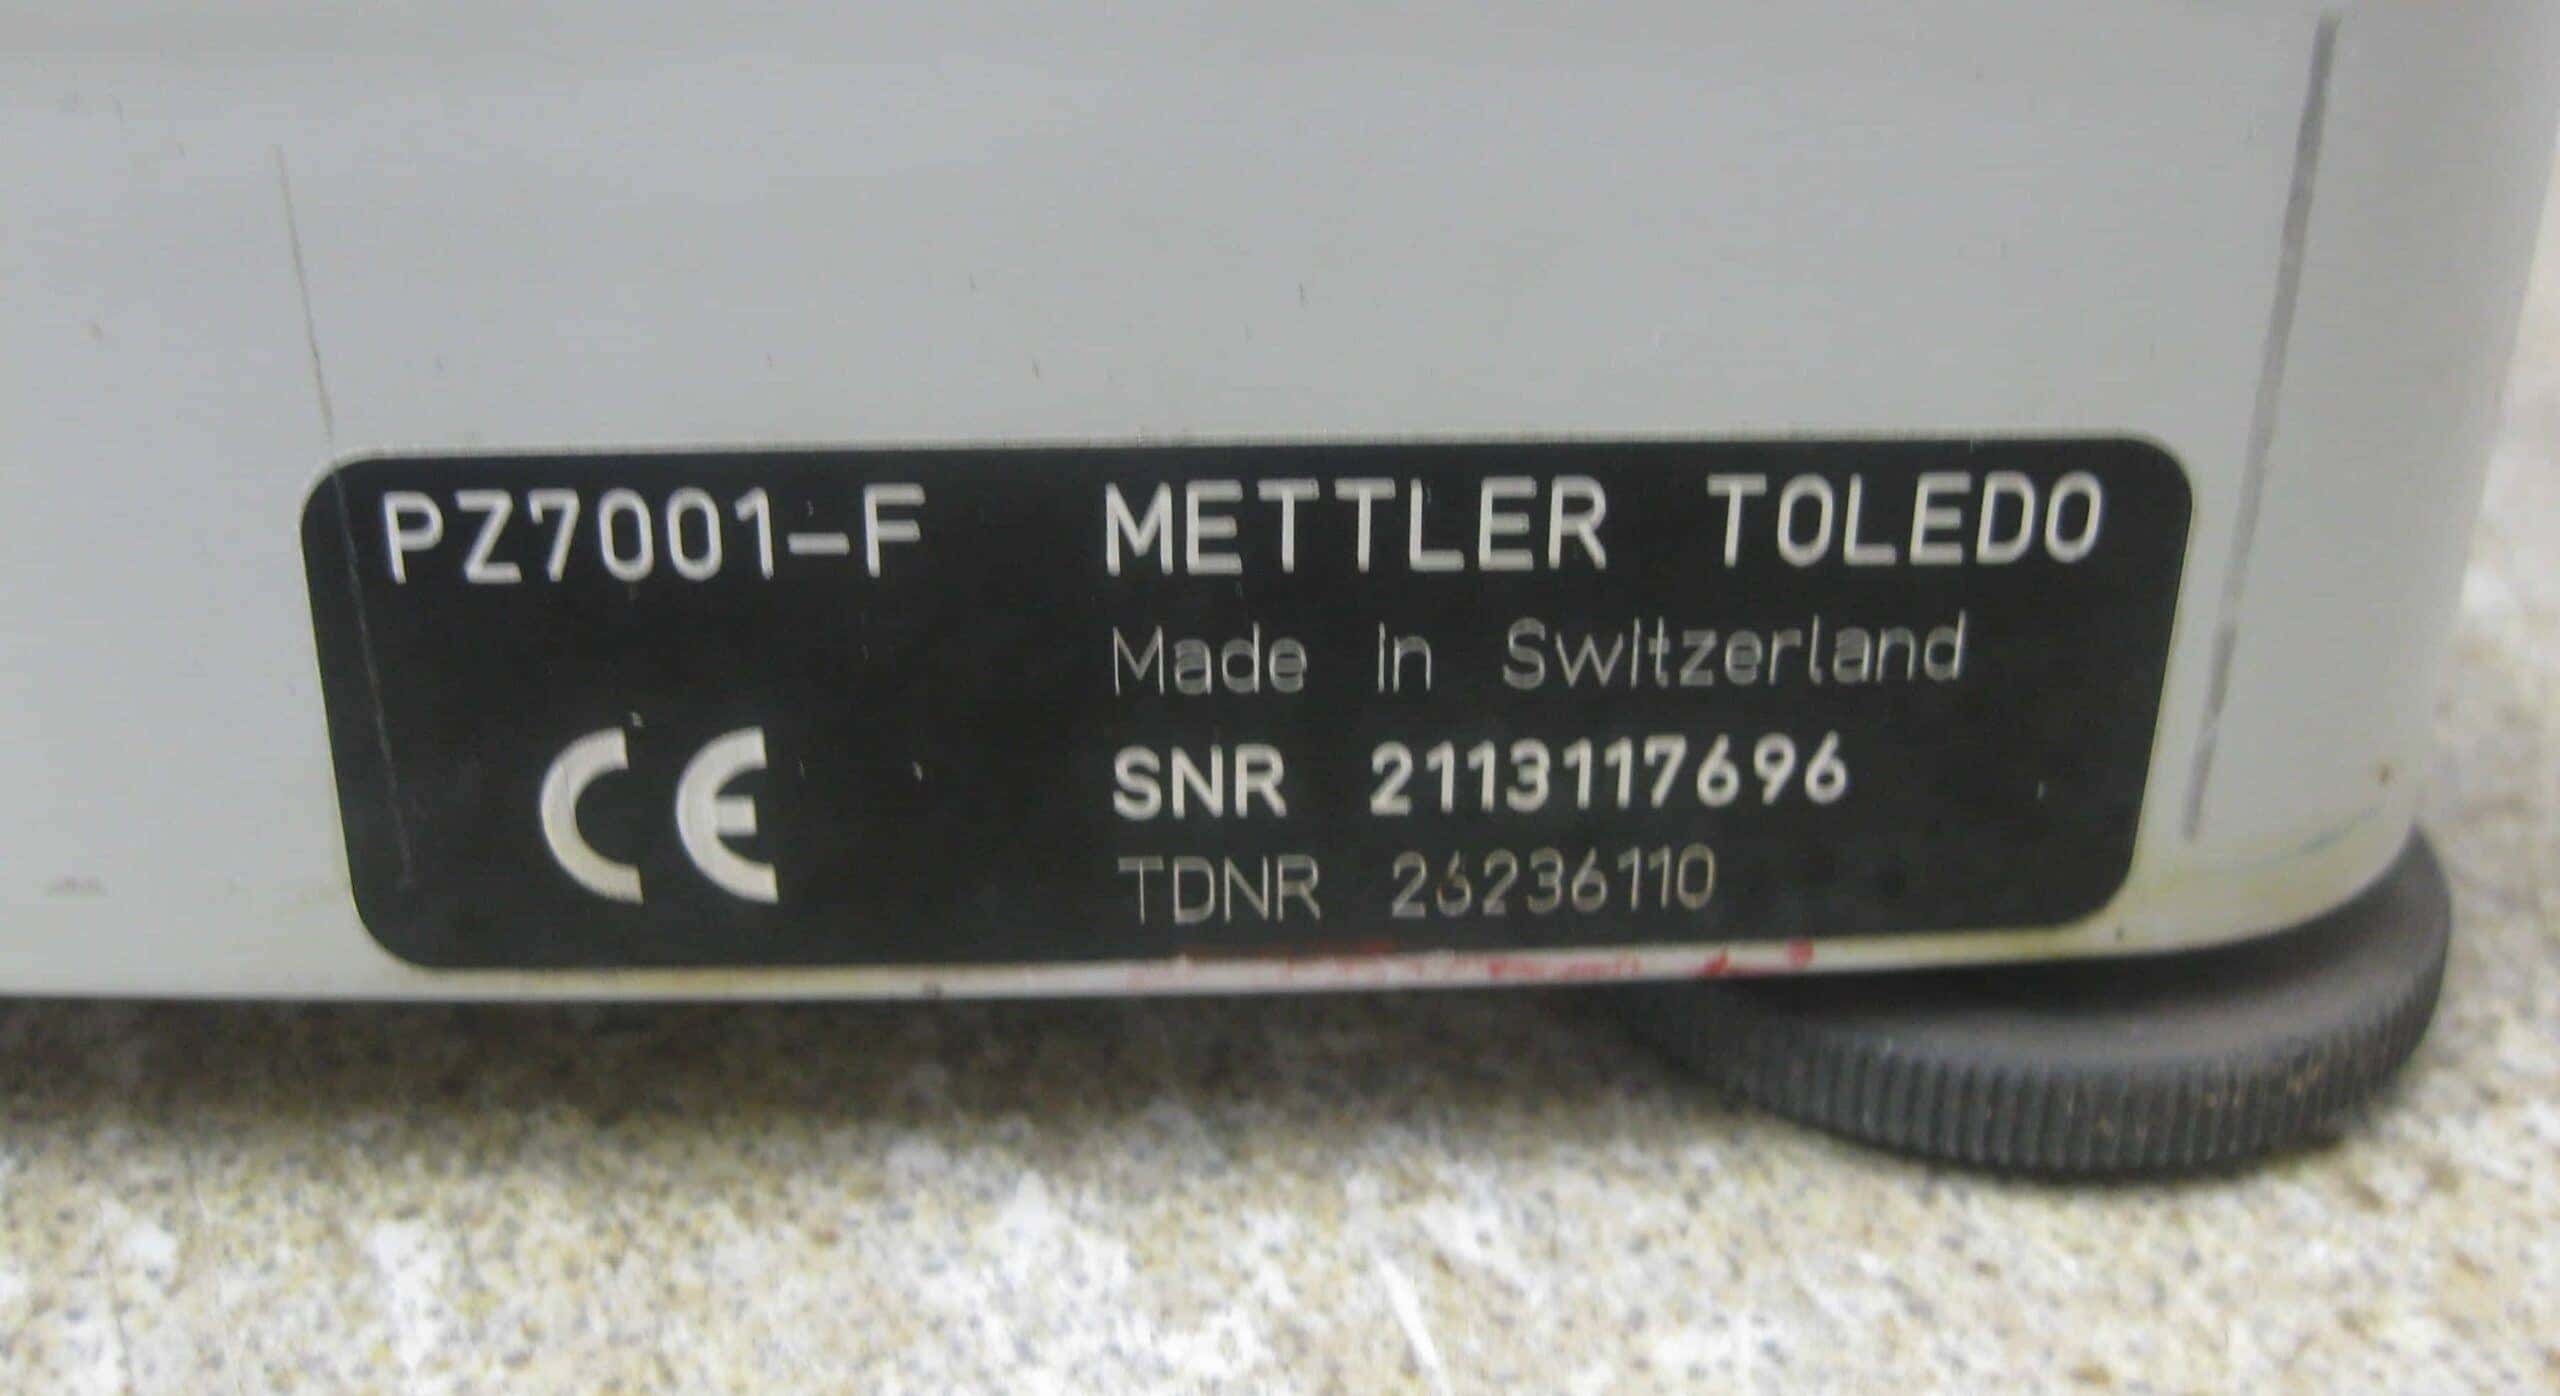 PZ7001-F METTLER TOLEDO
Made in Switzerland
CE SNR 2113117696
TDNR 26236110